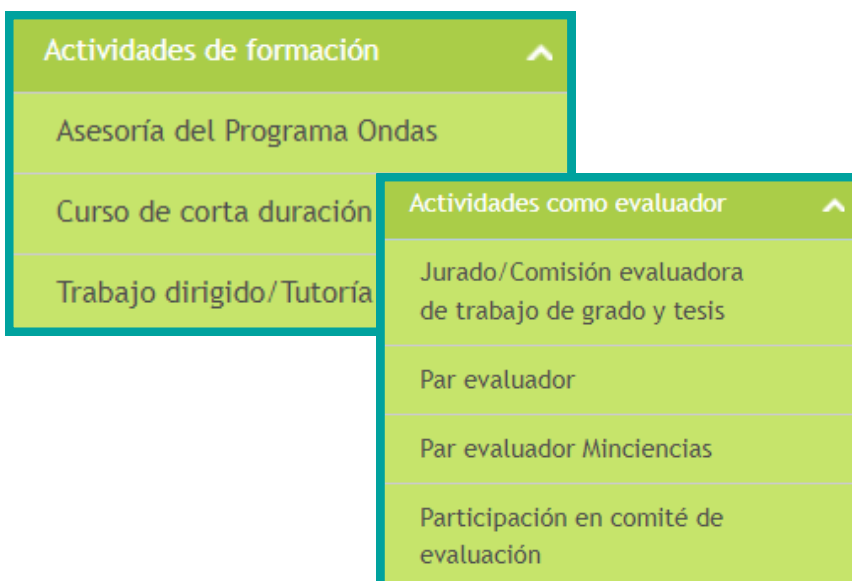 Actividades de formación
Asesoría del Programa Ondas
Curso de corta duración
Trabajo dirigido/Tutoría
Actividades como evaluador
Jurado/Comisión evaluadora
de trabajo de grado y tesis
Par evaluador
Par evaluador Minciencias
Participación en comité de
evaluación